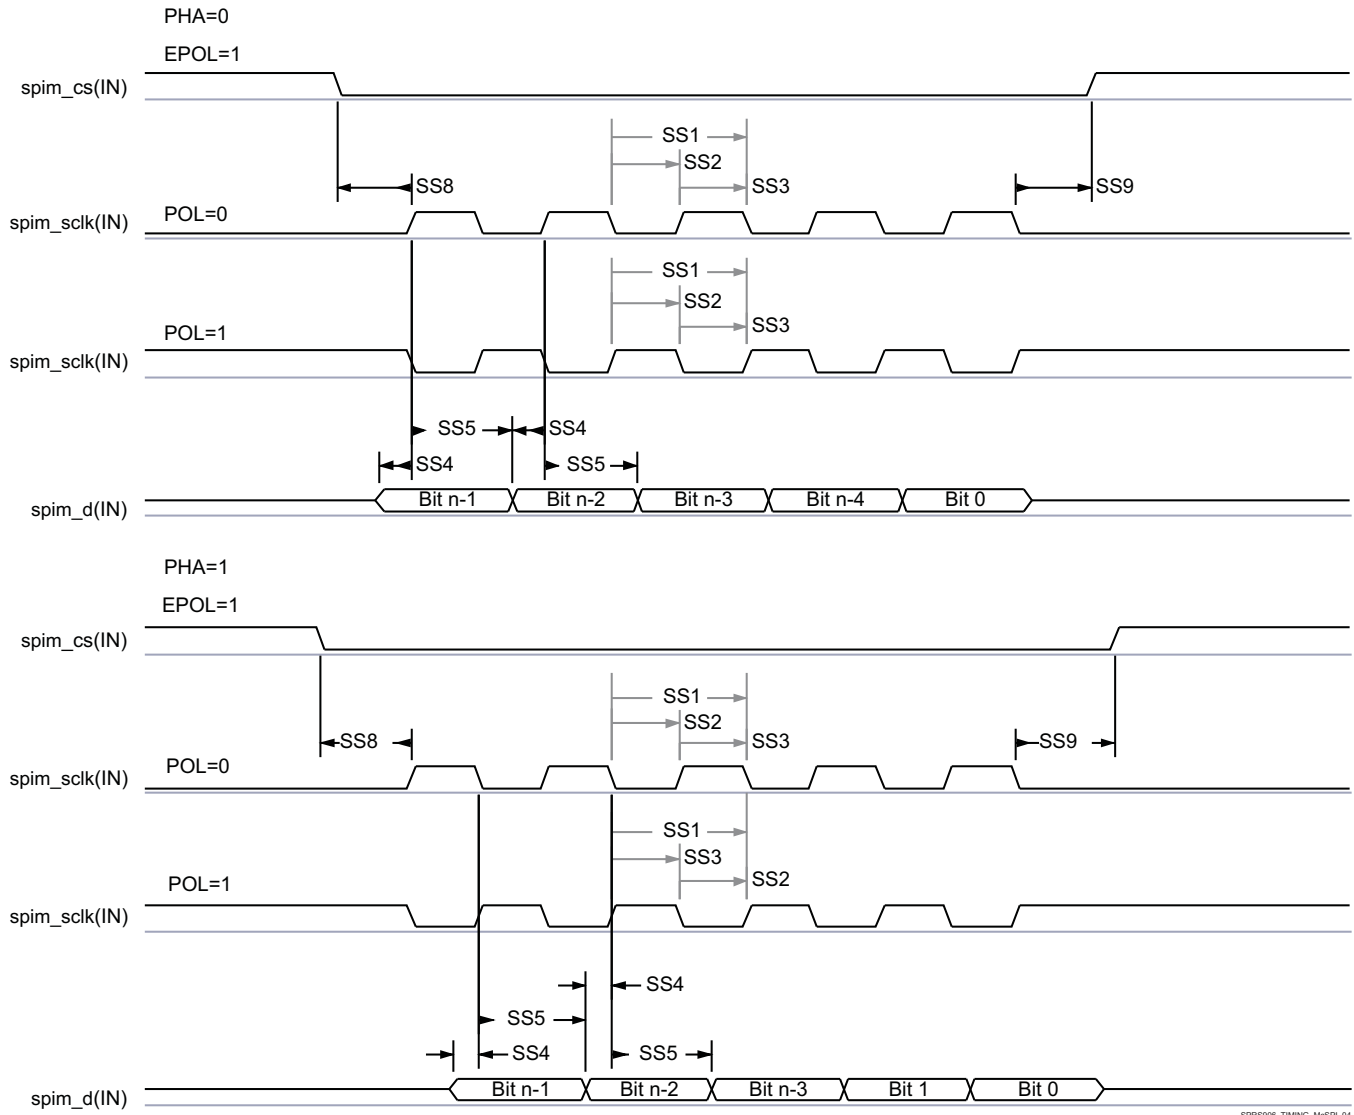 PHA=0
EPOL=1
spim_cs(IN)
SS1
SS2
SS8
SS3
SS9
POL=0
spim_sclk(IN)
SS1
SS2
SS3
POL=1
spim_sclk(IN)
SS5
SS4
SS4
SS5
spim_d(IN)
Bit n-1
Bit n-2
Bit n-3
Bit n-4
Bit 0
PHA=1
EPOL=1
spim_cs(IN)
SS1
SS2
SS8
SS3
SS9
POL=0
spim_sclk(IN)
SS1
SS3
SS2
POL=1
spim_sclk(IN)
SS4
SS5
SS4
SS5
spim_d(IN)
Bit n-1
Bit n-2
Bit n-3
Bit 1
Bit 0
SPRS906_TIMING_McSPI_04